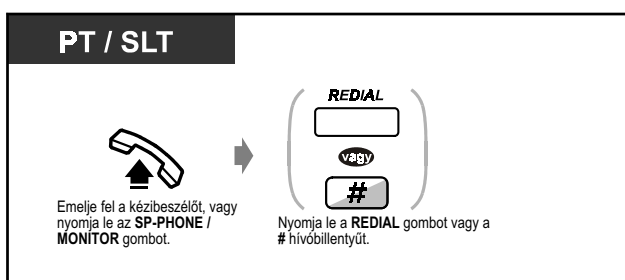 PT / SLT
REDIAL
vagy
#
Emelje fel a kézibeszélőt, vagy
nyomja le az SP-PHONE /
MONITOR gombot.
Nyomja le a REDIAL gombot vagy a
# hívóbillentyűt.